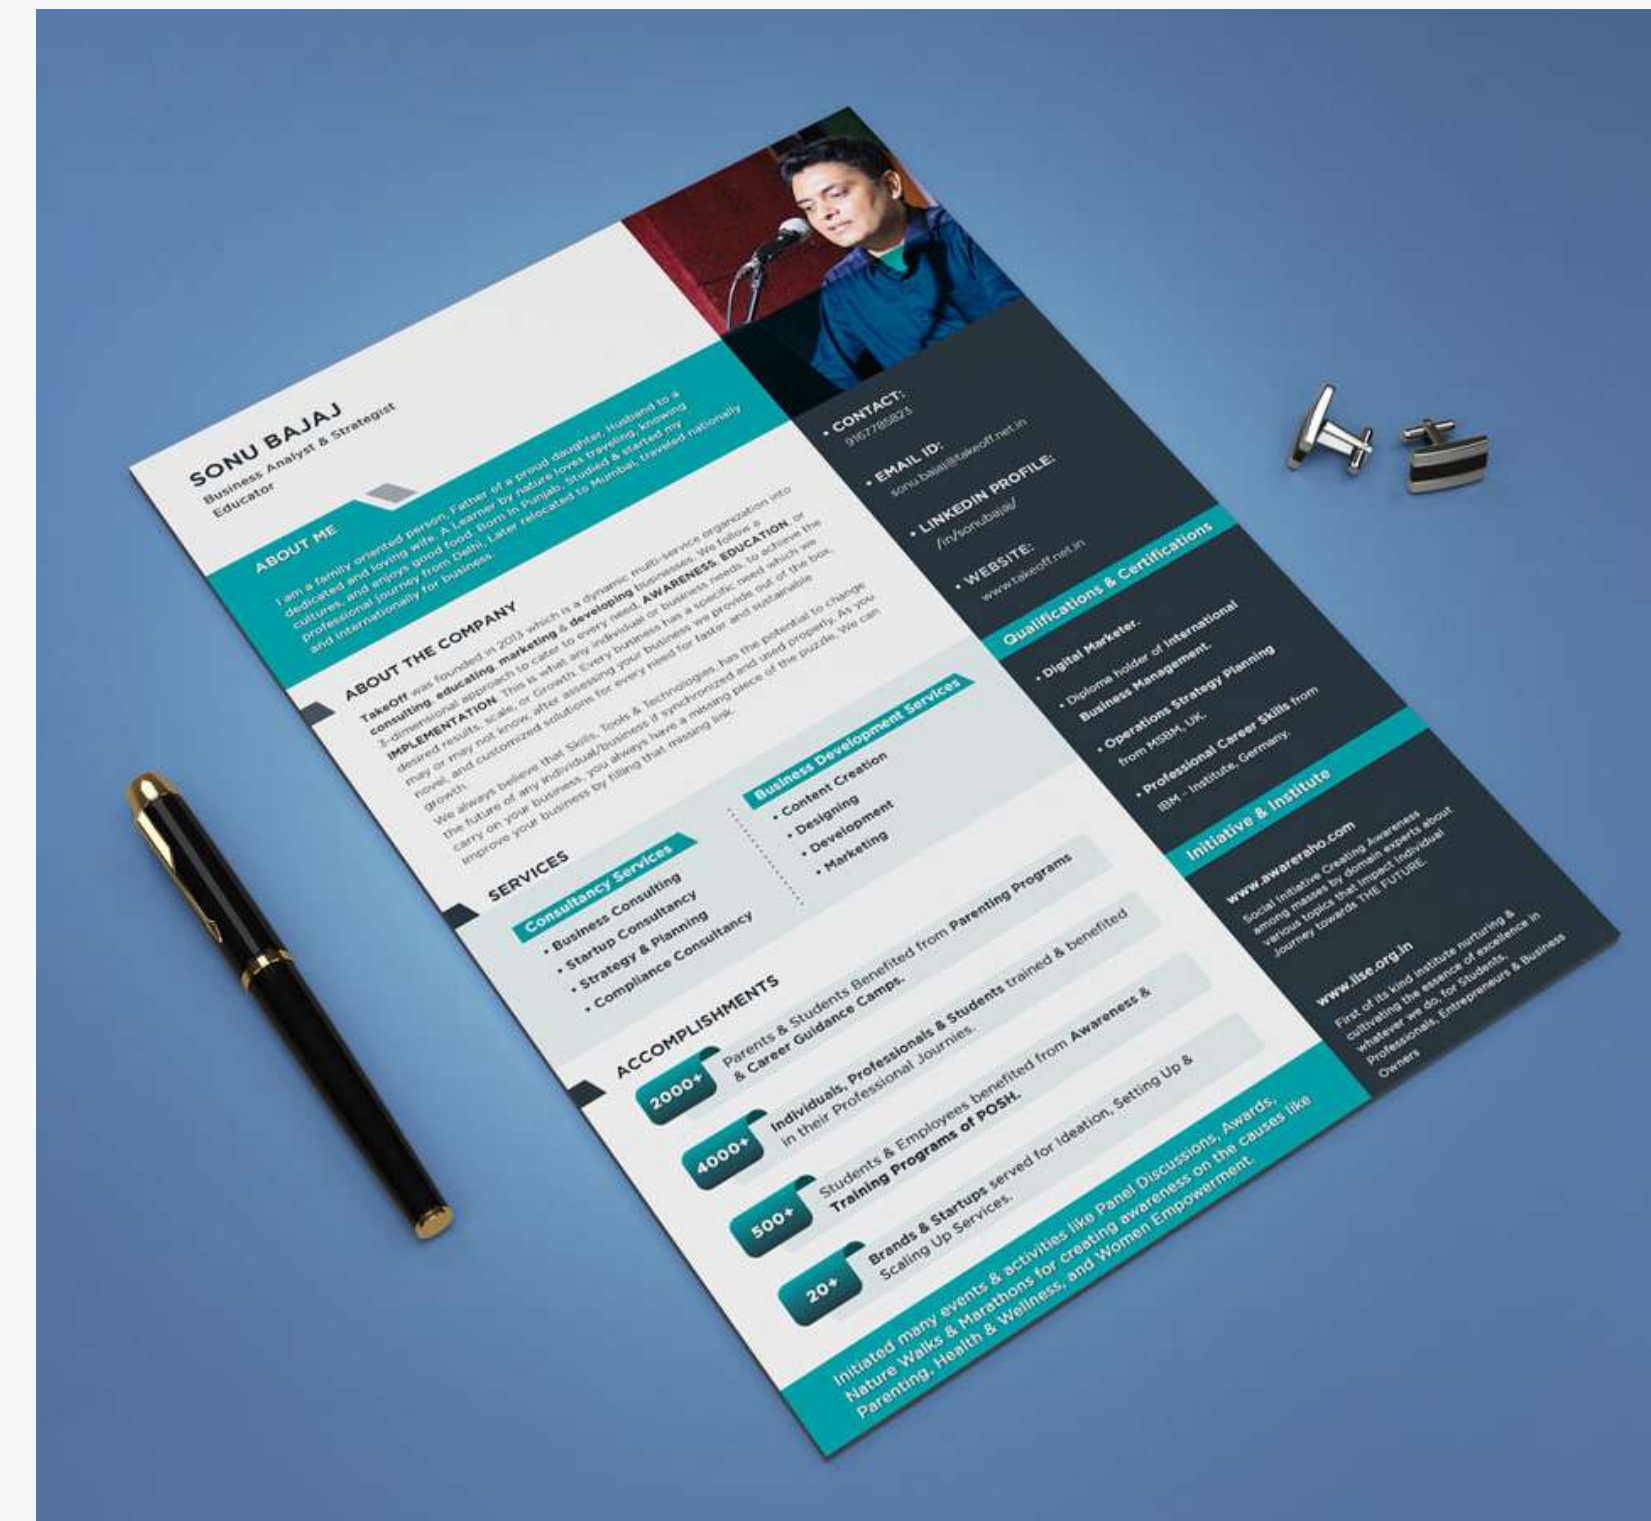 SONU BAJAJ
Business Analyst & Strategist
Educator
ABOUT ME
I am a family oriented person, Father of a proud daughter, Husband to a
dedicated and loving wife. A Learner by nature loves traveling, knowing
cultures, and enjoys good food. Born in Punjab, Studied & started my
professional journey from Delhi, Later relocated to Mumbai, traveled nationally
and internationally for business.
ABOUT THE COMPANY
TakeOff was founded in 2013 which is a dynamic multi-service organization into
consulting, educating, marketing & developing businesses. We follow a
3-dimensional approach to cater to every need, AWARENESS, EDUCATION, or
IMPLEMENTATION. This is what any individual or business needs, to achieve the
desired results, scale, or Growth. Every business has a specific need which we
may or may not know, after assessing your business we provide out of the box,
novel, and customized solutions for every need for faster and sustainable
growth.
We always believe that Skills, Tools & Technologies, has the potential to change
the future of any individual/business if synchronized and used properly. As you
carry on your business, you always have a missing piece of the puzzle, We can
improve your business by filling that missing link.
SERVICES
Consultancy Services
• Business Consulting
• Startup Consultancy
• Strategy & Planning
• Compliance Consultancy
Business Development Services
• Content Creation
• Designing
• Development
• Marketing
ACCOMPLISHMENTS
2000+
Parents & Students Benefited from Parenting Programs
& Career Guidance Camps.
4000+
Individuals, Professionals & Students trained & benefited
in their Professional Journies.
500+
Students & Employees benefited from Awareness &
Training Programs of POSH.
20+
Brands & Startups served for Ideation, Setting Up &
Scaling Up Services.
Initiated many events & activities like Panel Discussions, Awards,
Nature Walks & Marathons for creating awareness on the causes like
Parenting, Health & Wellness, and Women Empowerment.
• CONTACT:
9167785823
• EMAIL ID:
sonu.bajaj@takeoff.net.in
• LINKEDIN PROFILE:
/in/sonubajaj/
• WEBSITE:
www.takeoff.net.in
Qualifications & Certifications
• Digital Marketer.
• Diploma holder of International
Business Management.
• Operations Strategy Planning
from MSBM, UK.
• Professional Career Skills from
IBM - Institute, Germany.
Initiative & Institute
www.awareraho.com
Social Initiative Creating Awareness
among masses by domain experts about
various topics that impact Individual
Journey towards THE FUTURE.
www.iise.org.in
First of its kind institute nurturing &
cultivating the essence of excellence in
whatever we do, for Students,
Professionals, Entrepreneurs & Business
Owners